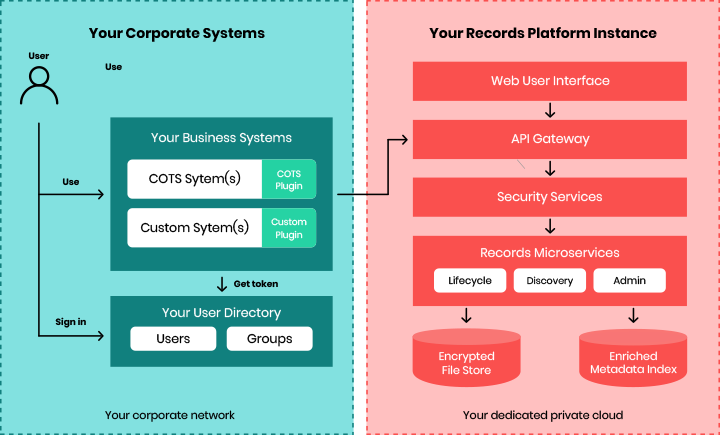 Your Corporate Systems
User
Use
Your Business Systems
COTS Sytem(s)
COTS
Plugin
Use
Custom Sytem(s)
Custom
Plugin
Get token
Your User Directory
Sign in
Users
Groups
Your corporate network
Your Records Platform Instance
Web User Interface
API Gateway
Security Services
Records Microservices
Lifecycle
Discovery
Admin
Encrypted
File Store
Enriched
Metadata Index
Your dedicated private cloud